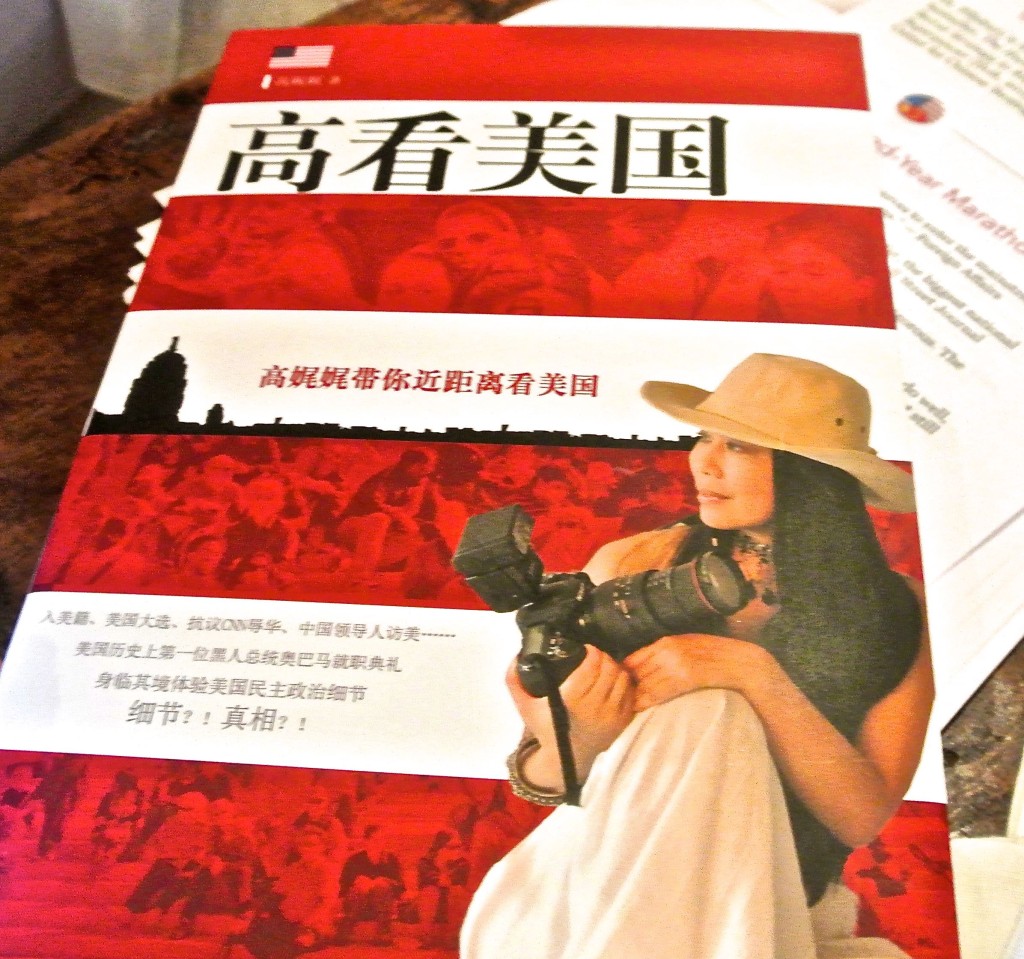 高看美国
高娓娓带你近距离看美国
入美籍、美国大选、抗议CNN辱华、中国领导人访美……
美国历史上第一位黑人总统奥巴马就职典礼
身临其境体验美国民主政治细节
细节?!真相?!
-Year Maratho
Foreign Affairs
the biggest national
Street Journal
The
do well,
still